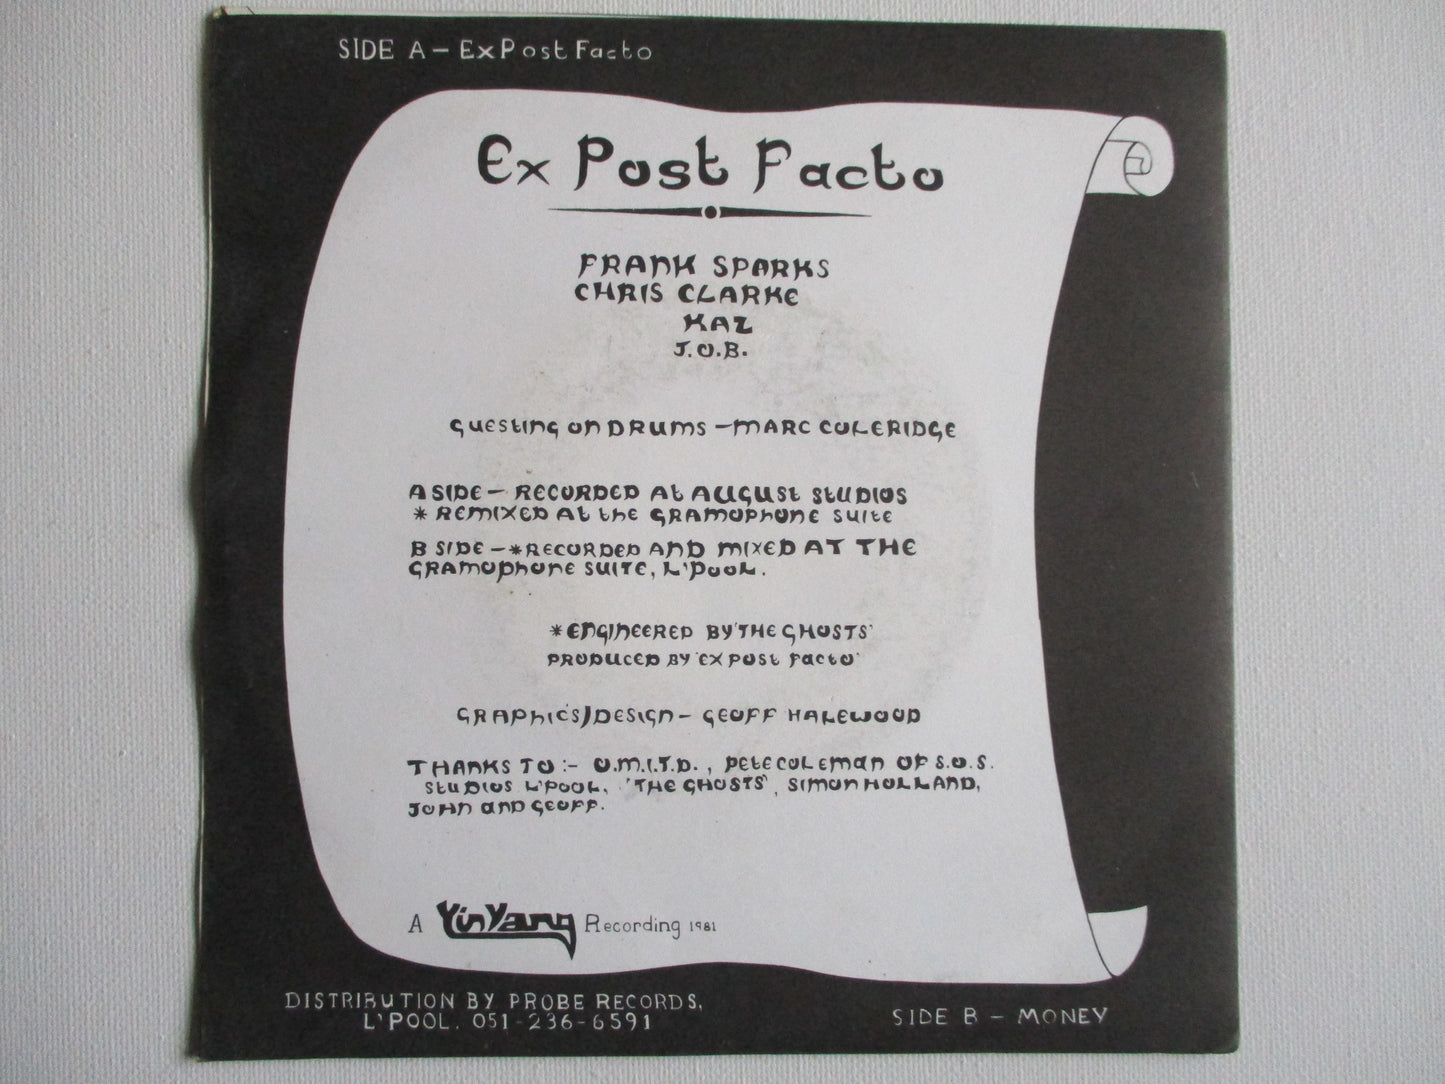 SIDE A - Ex Post Facto
Ex Post Facto
FRANK SPARKS
CHRIS CLARKE
KAZ
J.O.B.
GUESTING ON DRUMS - MARC COLERIDGE
A SIDE - RECORDED AT AUGUST STUDIOS
* REMIXED AT the GRAMOPHONE SUITE
B SIDE - *RECORDED AND MIXED AT THE
GRAMOPHONE SUITE, L'POOL.
*ENGINEERED BY 'THE GHOSTS'
PRODUCED BY 'EX POST FACTO'
GRAPHICS/DESIGN - GEOFF HALEWOOD
THANKS TO :- O.M.I.T.D., PETE COLEMAN OF S.O.S.
STUDIOS L'POOL, 'THE GHOSTS', SIMON HOLLAND,
JOHN AND GEOFF.
A Yin Yang Recording 1981
DISTRIBUTION BY PROBE RECORDS,
L'POOL. 051-236-6591
SIDE B - MONEY